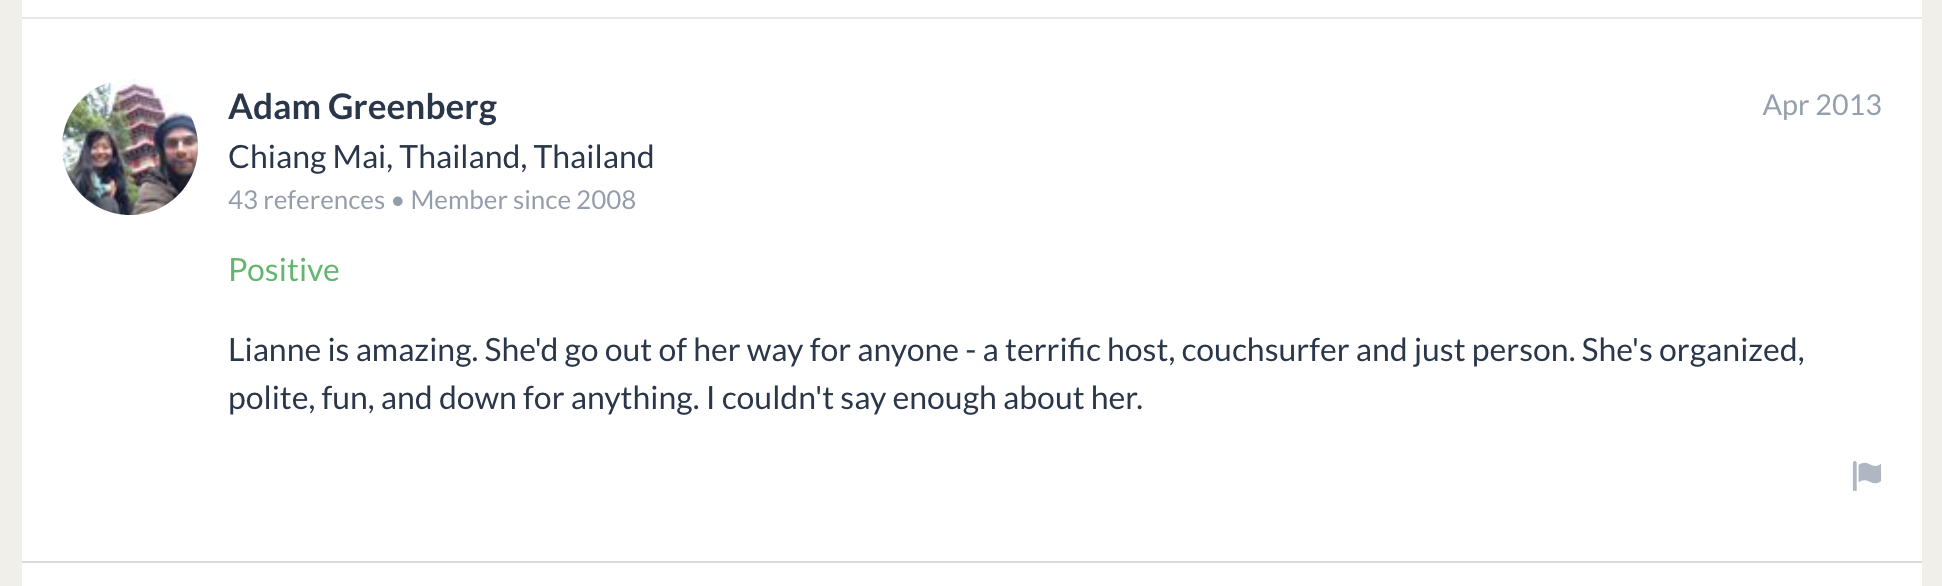 Adam Greenberg
Apr 2013
Chiang Mai, Thailand, Thailand
43 references • Member since 2008
Positive
Lianne is amazing. She'd go out of her way for anyone - a terrific host, couchsurfer and just person. She's organized,
polite, fun, and down for anything. I couldn't say enough about her.